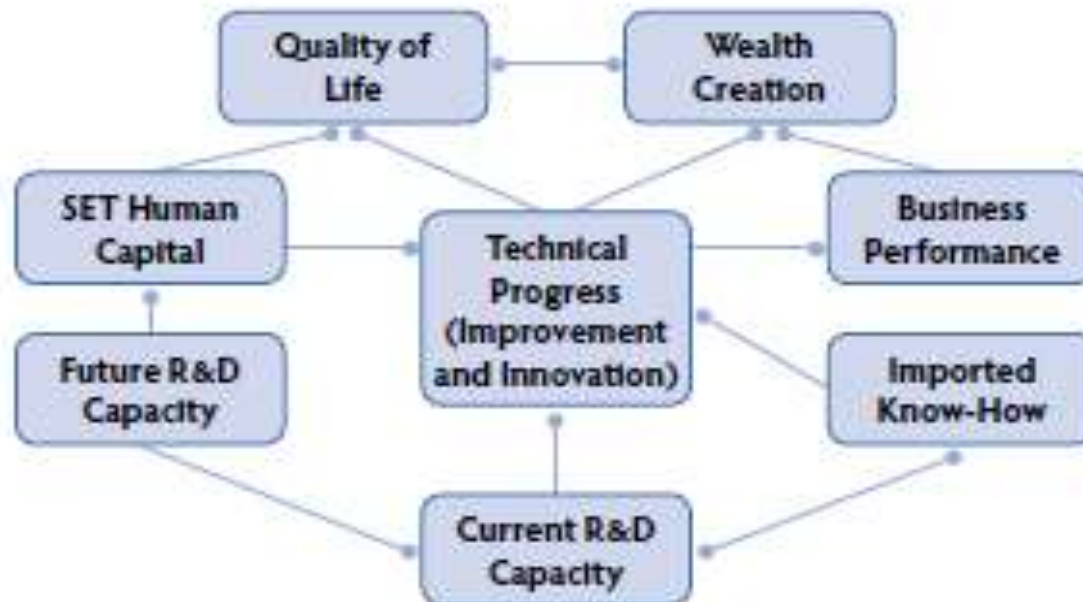 Quality of
Life
Wealth
Creation
SET Human
Capital
Technical
Progress
(Improvement
and Innovation)
Business
Performance
Future R&D
Capacity
Imported
Know-How
Current R&D
Capacity